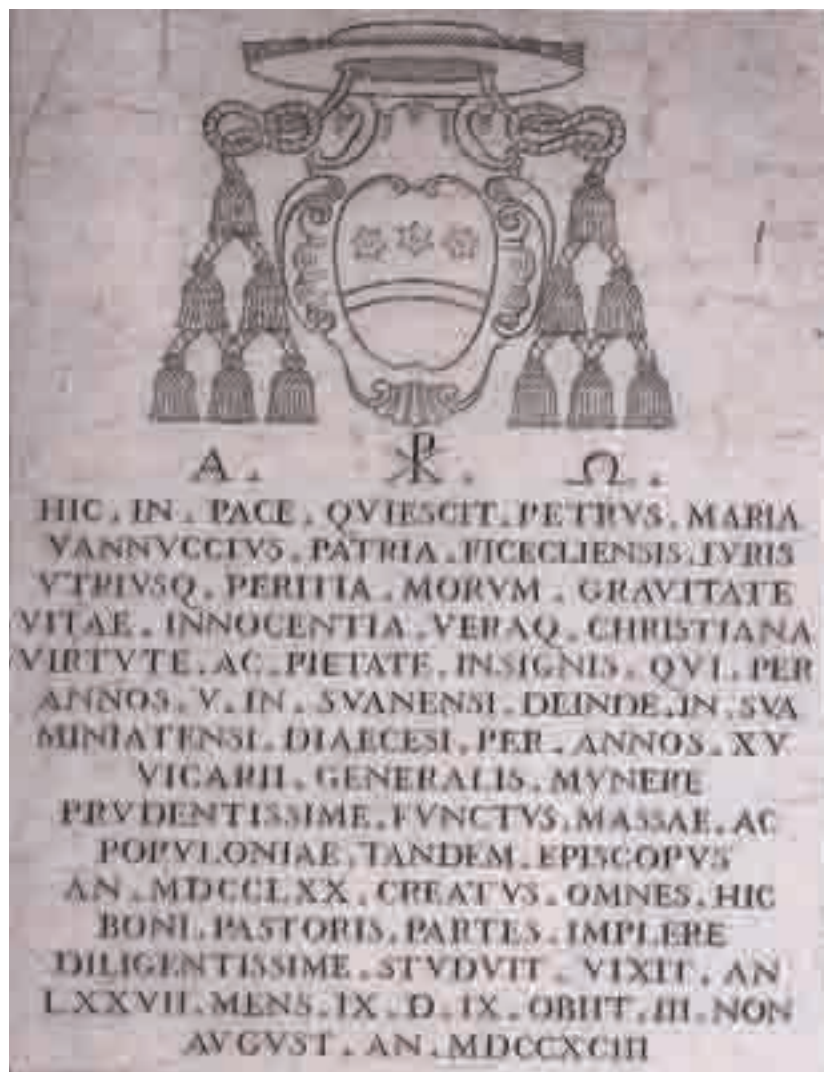 Α. ☧. Ω.
HIC. IN. PACE. QVIESCIT. PETRVS. MARIA
VANNVCCIVS. PATRIA. FICECLIENSIS. IVRIS
VTRIVSQ. PERITIA. MORVM. GRAVITATE
VITAE. INNOCENTIA. VERAQ. CHRISTIANA
VIRTVTE. AC. PIETATE. INSIGNIS. QVI. PER
ANNOS. V. IN. SVANENSI. DEINDE. IN. SVA
MINIATENSI. DIAECESI. PER. ANNOS. XV
VICARII. GENERALIS. MVNERE
PRVDENTISSIME. FVNCTVS. MASSAE. AC
POPVLONIAE. TANDEM. EPISCOPVS
AN. MDCCLXX. CREATVS. OMNES. HIC
BONI. PASTORIS. PARTES. IMPLERE
DILIGENTISSIME. STVDVIT. VIXIT. AN
LXXVII. MENS. IX. D. IX. OBIIT. III. NON
AVGVST. AN. MDCCXCIII